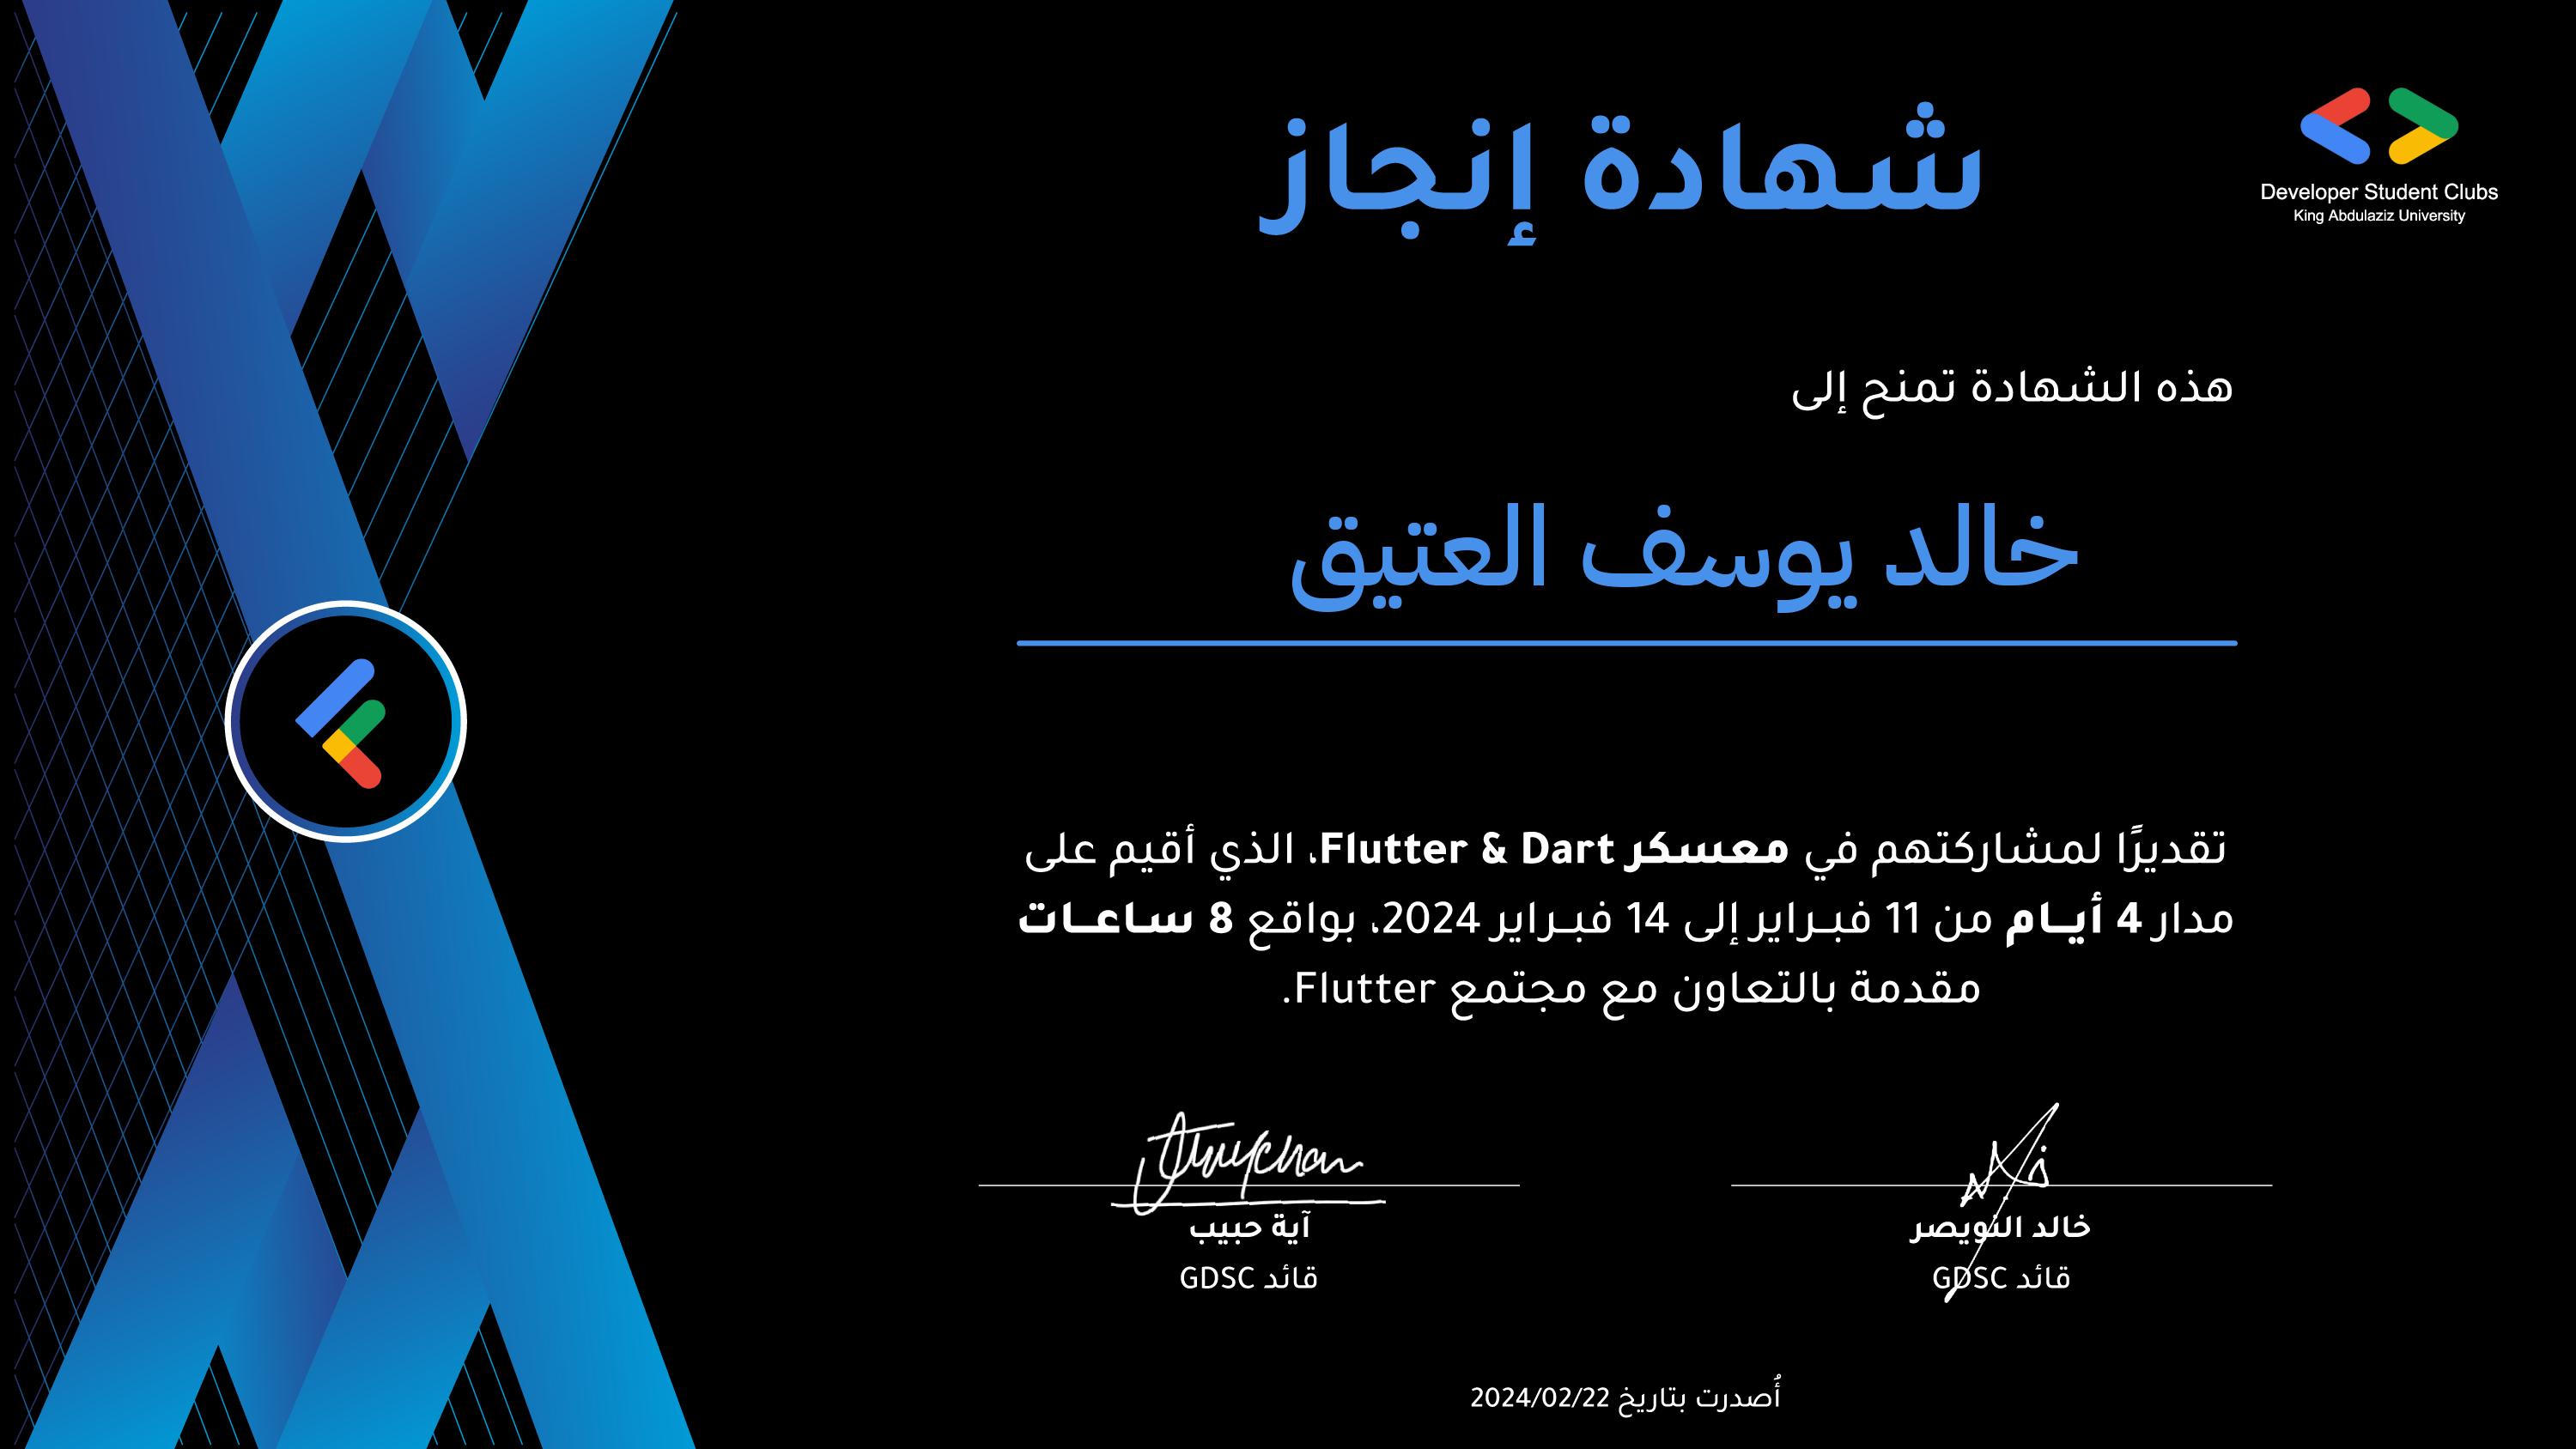 شهادة إنجاز
Developer Student Clubs
King Abdulaziz University
هذه الشهادة تمنح إلى
خالد يوسف العتيق
تقديرًا لمشاركتهم في معسكر Flutter & Dart، الذي أقيم على
مدار 4 أيــام من 11 فبـراير إلى 14 فبـراير 2024، بواقع 8 ساعــات
مقدمة بالتعاون مع مجتمع Flutter.
خالد النويصر
قائد GDSC
آية حبيب
قائد GDSC
أُصدرت بتاريخ 2024/02/22